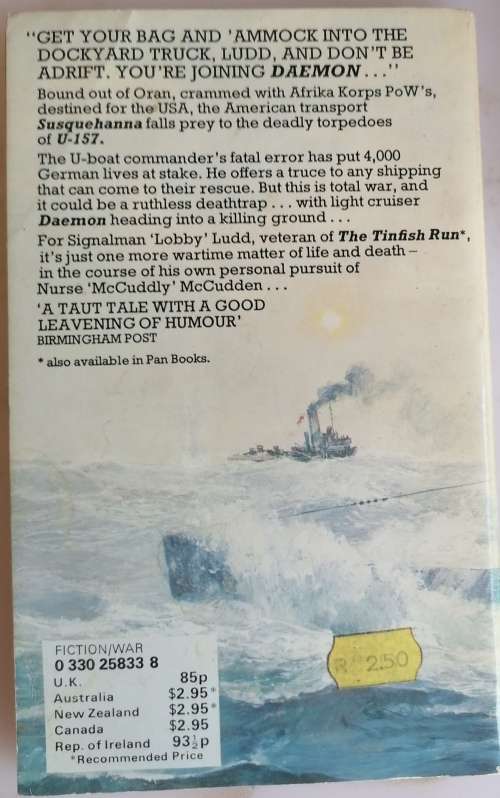 "GET YOUR BAG AND 'AMMOCK INTO THE
DOCKYARD TRUCK, LUDD, AND DON'T BE
ADRIFT. YOU'RE JOINING DAEMON..."
Bound out of Oran, crammed with Afrika Korps PoW's,
destined for the USA, the American transport
Susquehanna falls prey to the deadly torpedoes
of U-157.
The U-boat commander's fatal error has put 4,000
German lives at stake. He offers a truce to any shipping
that can come to their rescue. But this is total war, and
it could be a ruthless deathtrap... with light cruiser
Daemon heading into a killing ground...
For Signalman 'Lobby' Ludd, veteran of The Tinfish Run*,
it's just one more wartime matter of life and death –
in the course of his own personal pursuit of
Nurse 'McCuddly' McCudden...
'A TAUT TALE WITH A GOOD
LEAVENING OF HUMOUR'
BIRMINGHAM POST
* also available in Pan Books.
FICTION/WAR
0 330 25833 8
U.K. 85p
Australia $2.95*
New Zealand $2.95*
Canada $2.95
Rep. of Ireland 93½p
*Recommended Price
R 2.50